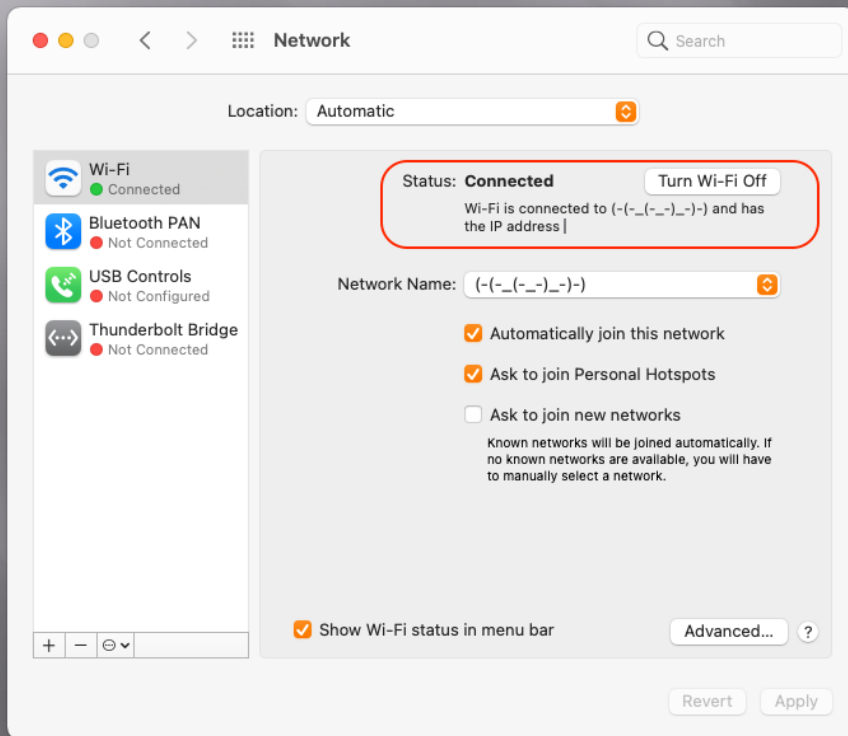 Network
Search
Location: Automatic
Wi-Fi
Connected
Bluetooth PAN
Not Connected
USB Controls
Not Configured
Thunderbolt Bridge
Not Connected
Status: Connected
Turn Wi-Fi Off
Wi-Fi is connected to (-(-_(-_-)_-)-) and has
the IP address
Network Name: (-(-_(-_-)_-)-)
Automatically join this network
Ask to join Personal Hotspots
Ask to join new networks
Known networks will be joined automatically. If
no known networks are available, you will have
to manually select a network.
Show Wi-Fi status in menu bar
Advanced...
?
Revert
Apply